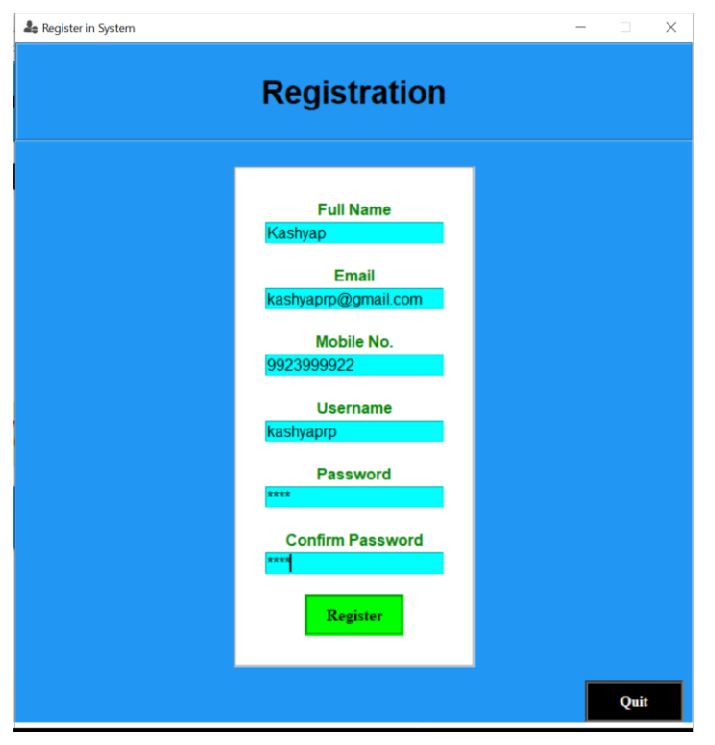 Register in System
Registration
Full Name
Kashyap
Email
kashyaprp@gmail.com
Mobile No.
9923999922
Username
kashyaprp
Password
****
Confirm Password
****
Register
Quit